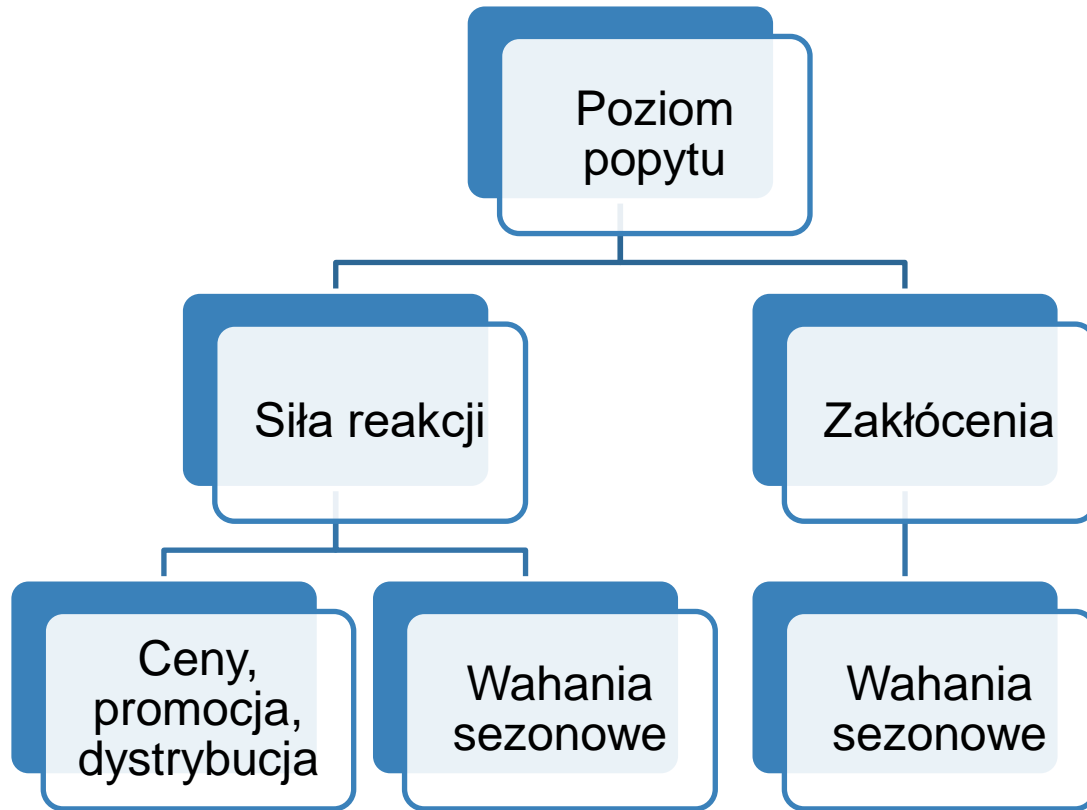 Poziom
popytu
Siła reakcji
Zakłócenia
Ceny,
promocja,
dystrybucja
Wahania
sezonowe
Wahania
sezonowe